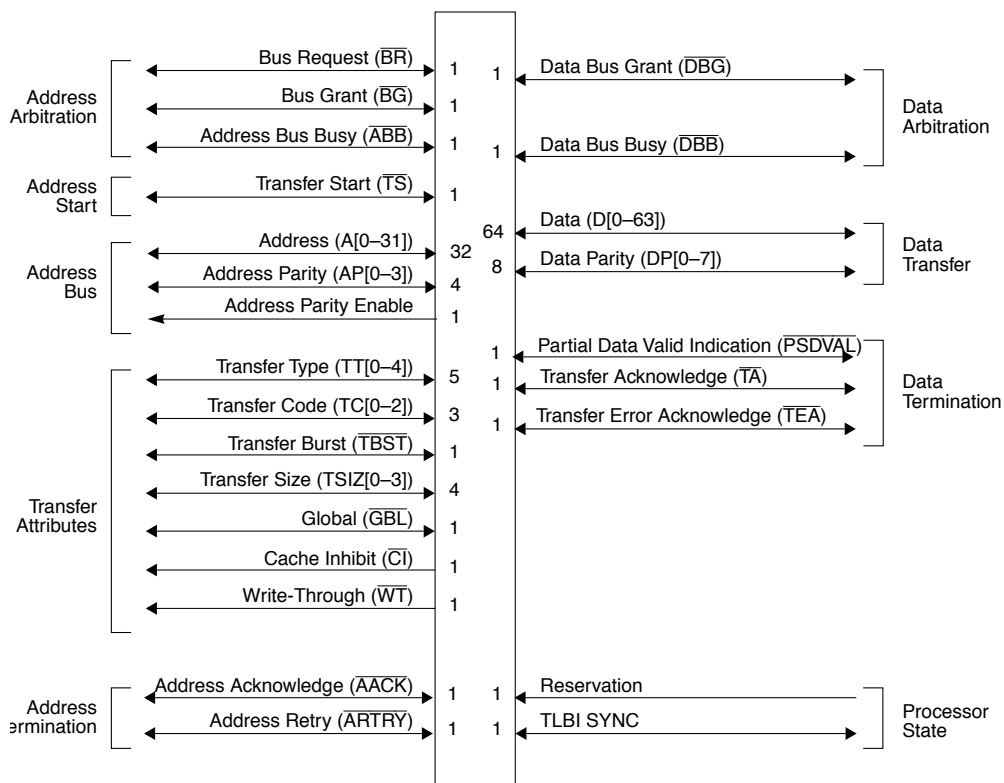 Address
Arbitration
Bus Request (BR) 1
Bus Grant (BG) 1
Address Bus Busy (ABB) 1
Address
Start
Transfer Start (TS) 1
Address
Bus
Address (A[0–31]) 32
Address Parity (AP[0–3]) 4
Address Parity Enable 1
Transfer
Attributes
Transfer Type (TT[0–4]) 5
Transfer Code (TC[0–2]) 3
Transfer Burst (TBST) 1
Transfer Size (TSIZ[0–3]) 4
Global (GBL) 1
Cache Inhibit (CI) 1
Write-Through (WT) 1
Address
ermination
Address Acknowledge (AACK) 1
Address Retry (ARTRY) 1
1 Data Bus Grant (DBG)
1 Data Bus Busy (DBB)
Data
Arbitration
64 Data (D[0–63])
8 Data Parity (DP[0–7])
Data
Transfer
1 Partial Data Valid Indication (PSDVAL)
1 Transfer Acknowledge (TA)
1 Transfer Error Acknowledge (TEA)
Data
Termination
1 Reservation
1 TLBI SYNC
Processor
State